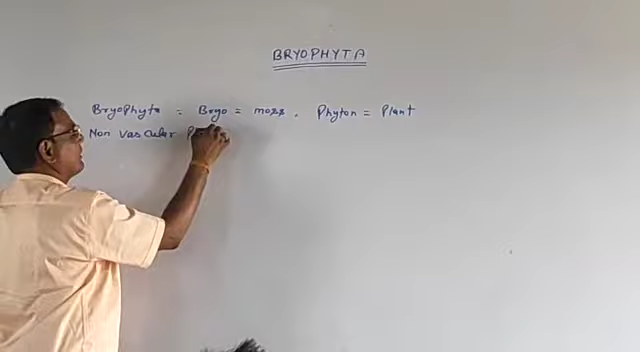 BRYOPHYTA
Bryophyta = Bryo = moss, Phyton = Plant
Non vascular